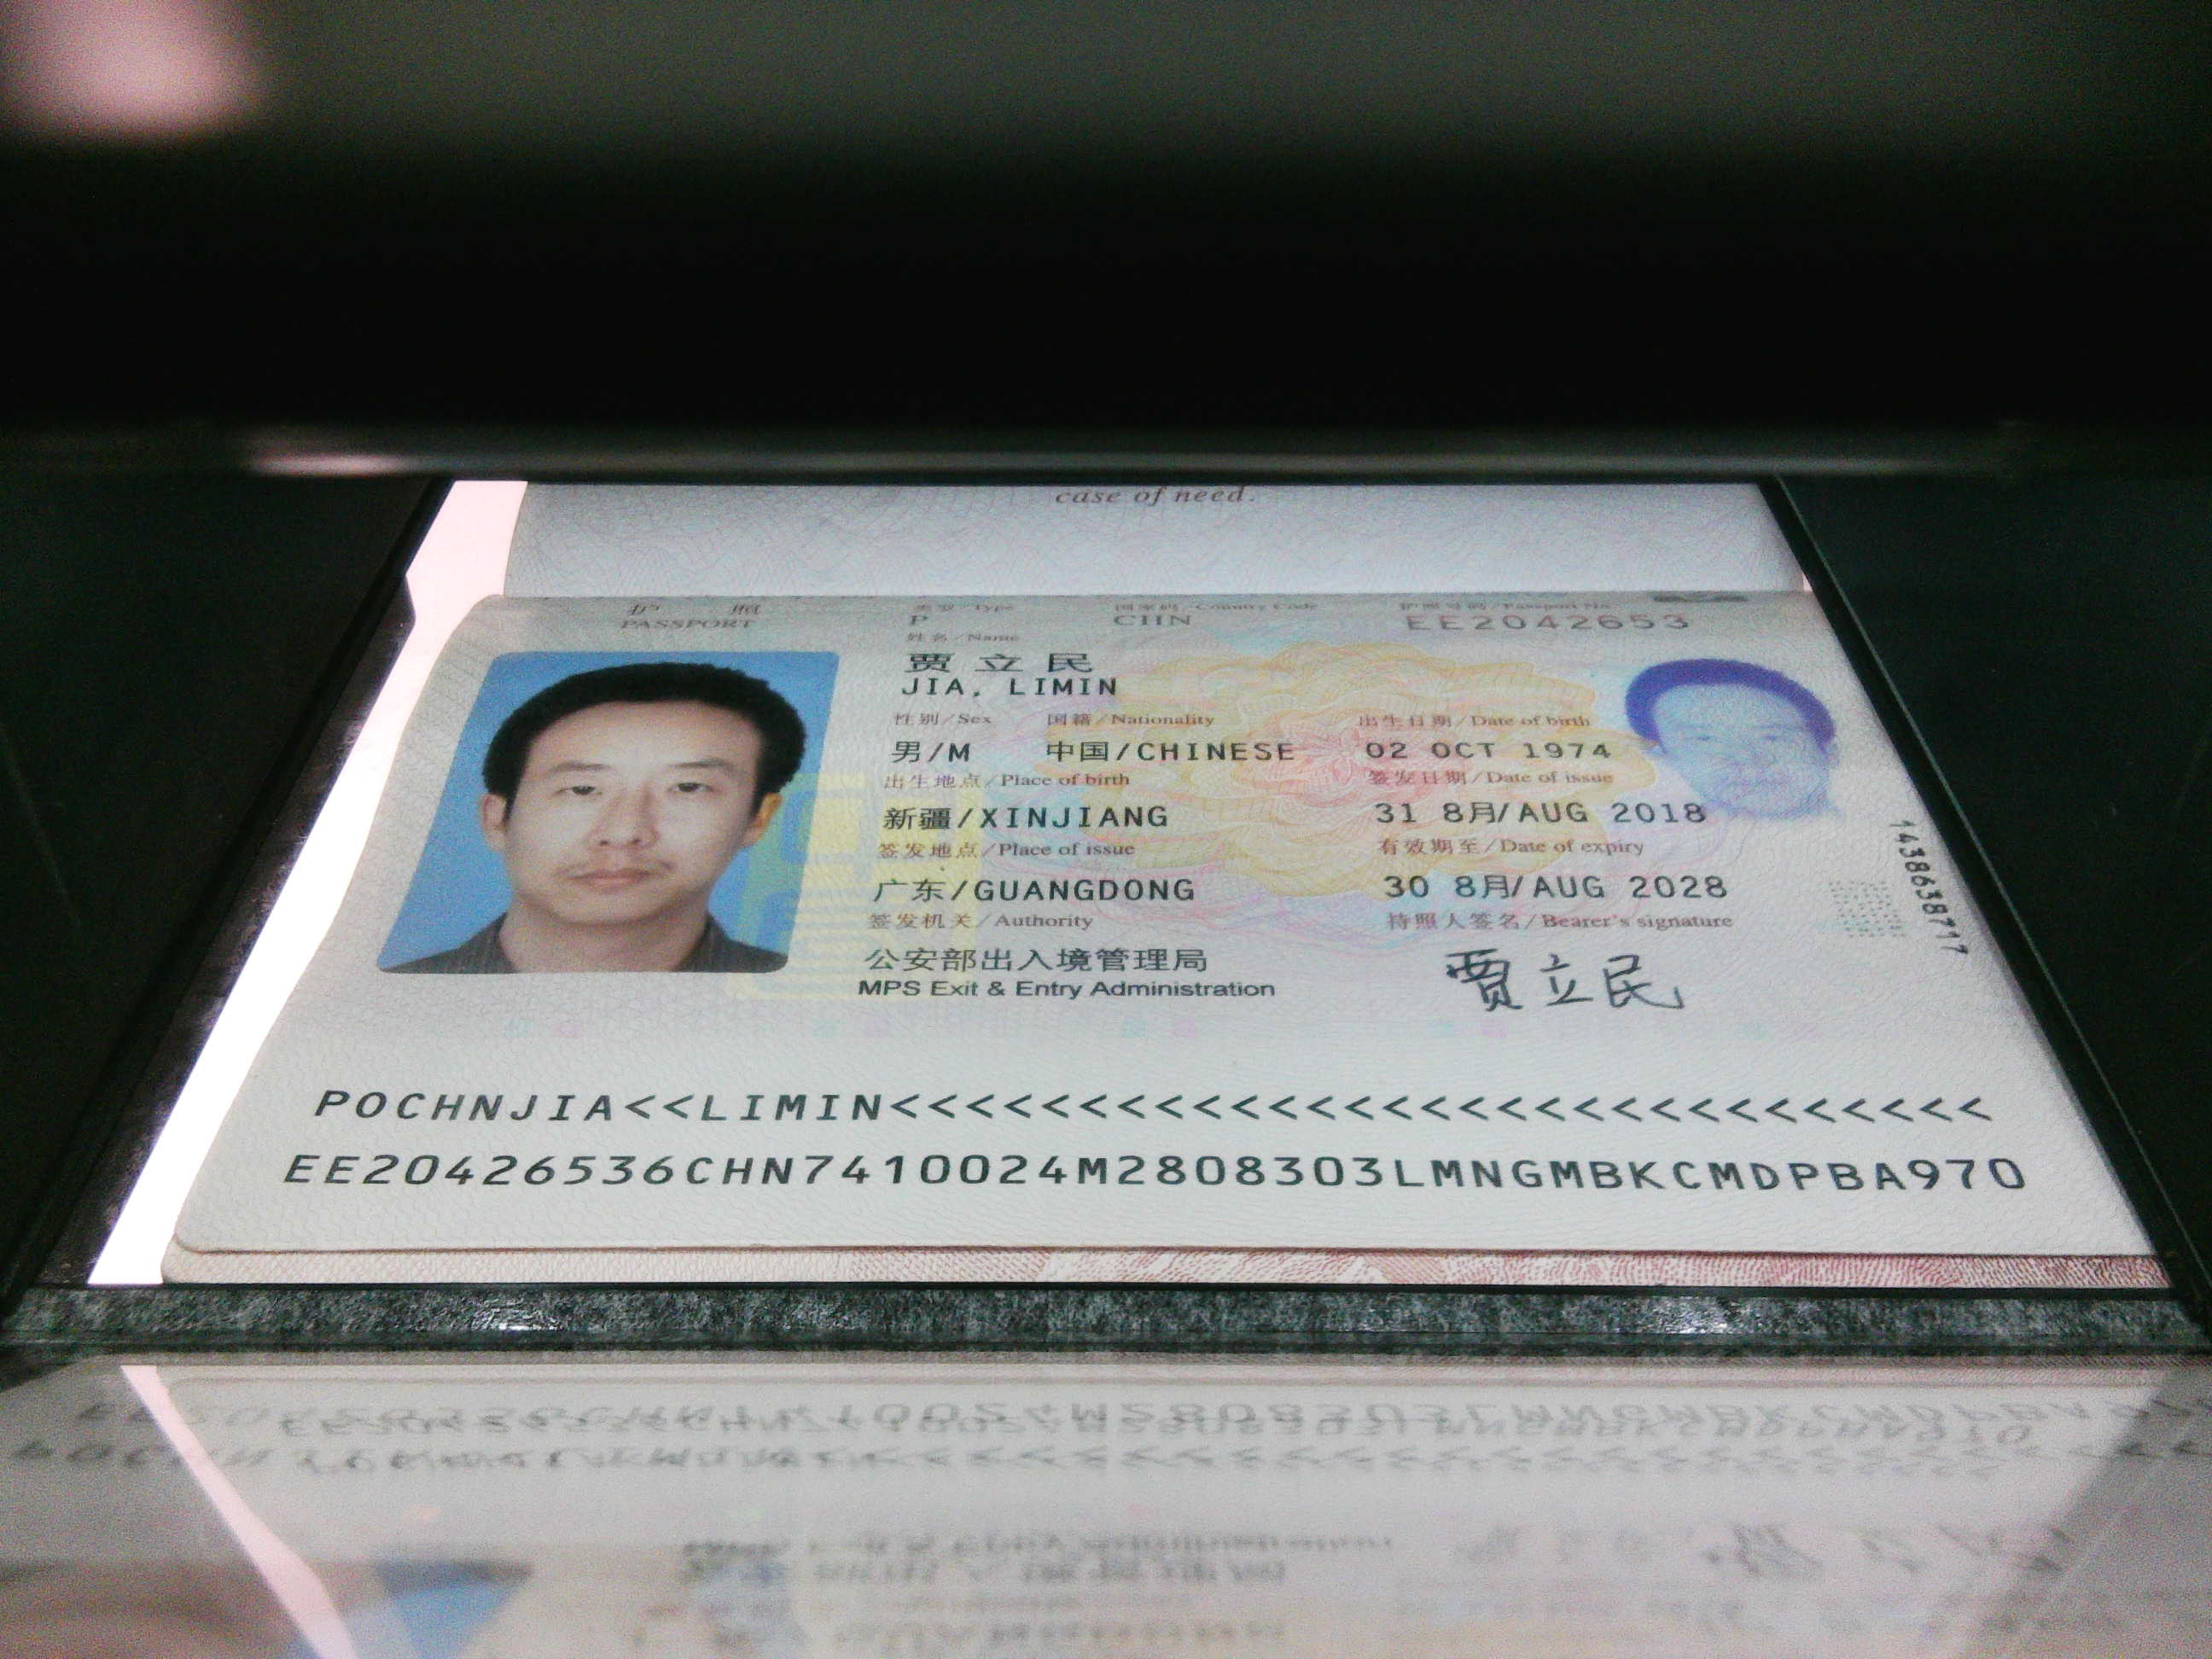 case of need.
护 照
PASSPORT
类型/Type
国家码/Country Code
护照号码/Passport No.
P
CHN
EE2042653
姓名/Name
贾立民
JIA, LIMIN
性别/Sex
国籍/Nationality
出生日期/Date of birth
男/M
中国/CHINESE
02 OCT 1974
出生地点/Place of birth
签发日期/Date of issue
新疆/XINJIANG
31 8月/AUG 2018
签发地点/Place of issue
有效期至/Date of expiry
广东/GUANGDONG
30 8月/AUG 2028
签发机关/Authority
持照人签名/Bearer's signature
公安部出入境管理局
MPS Exit & Entry Administration
贾立民
1438638717
POCHNJIA<<LIMIN<<<<<<<<<<<<<<<<<<<<<<<<<<<<<
EE20426536CHN7410024M2808303LMNGMBKCMDPBA970